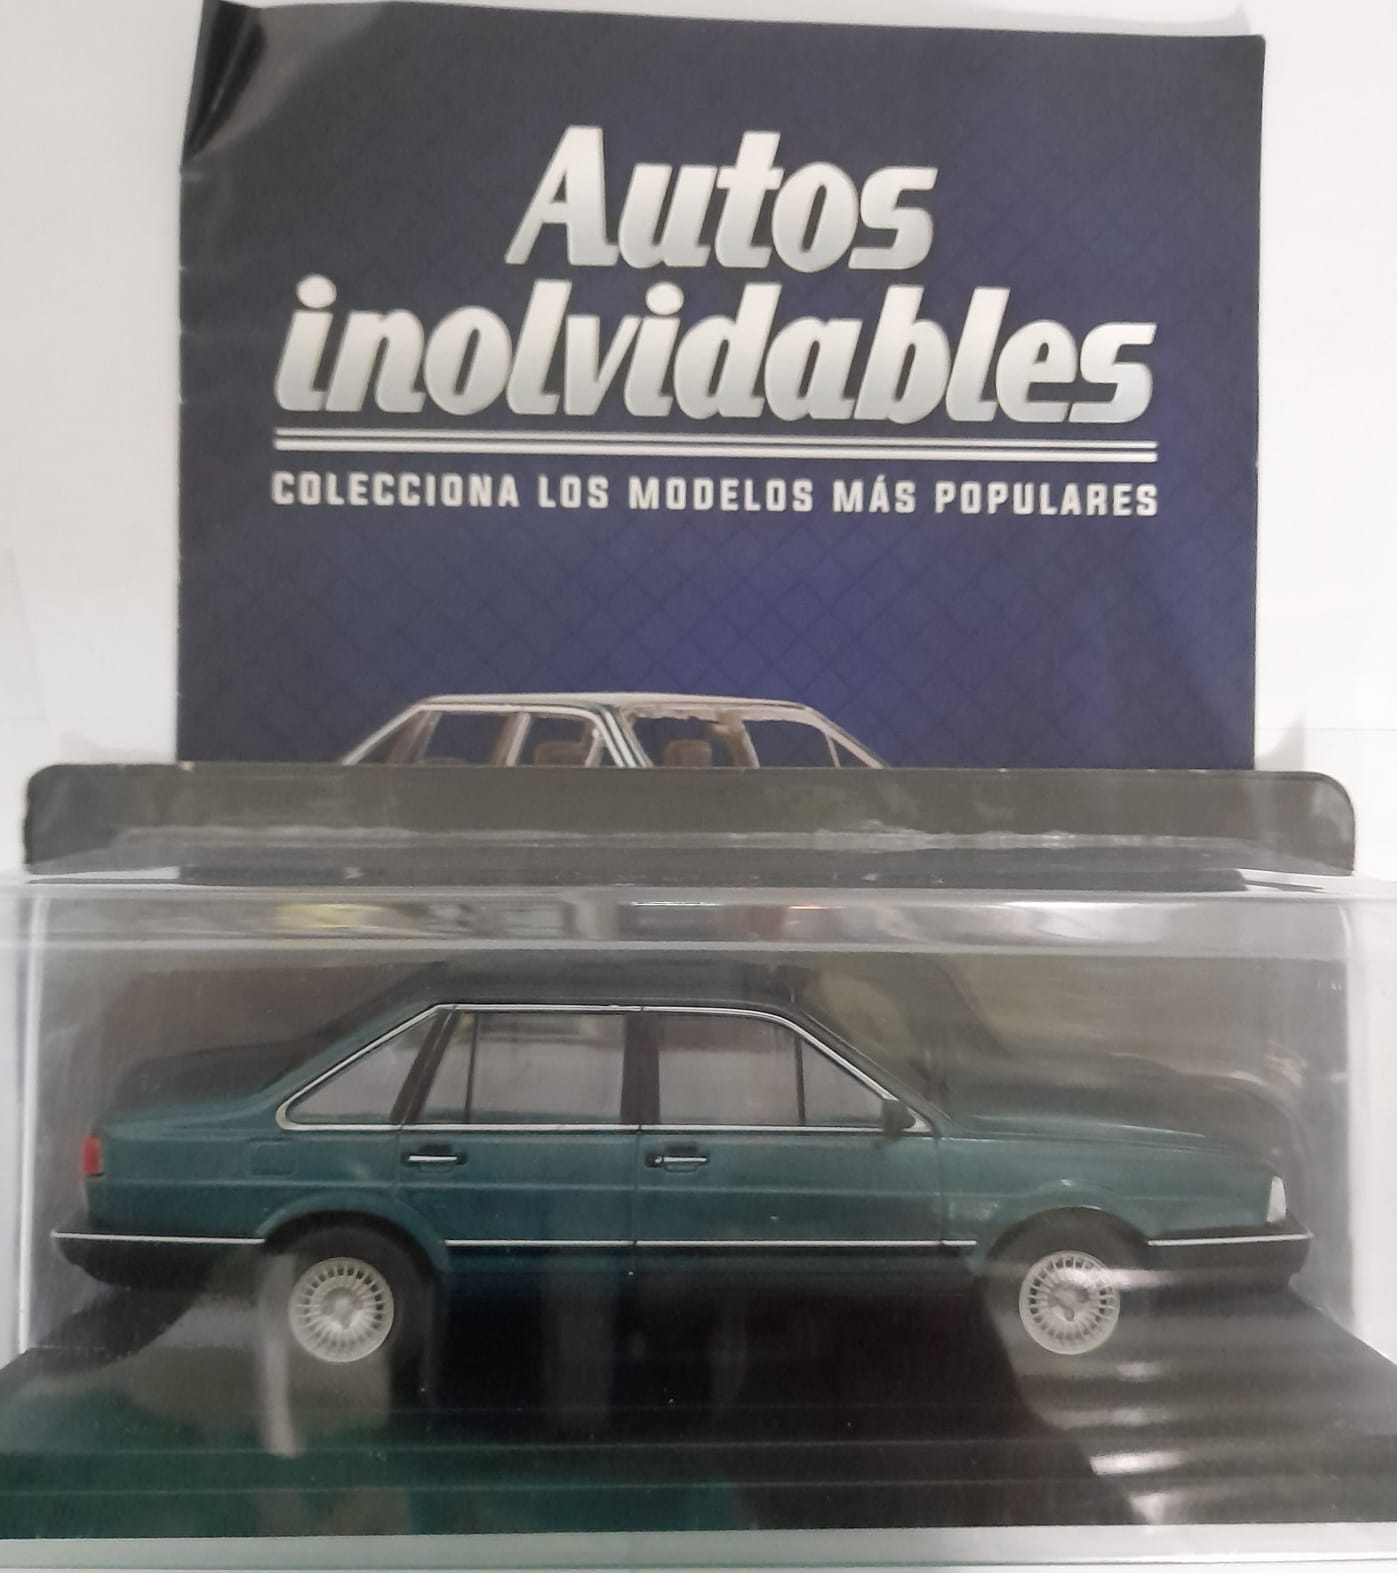 Autos
inolvidables
COLECCIONA LOS MODELOS MÁS POPULARES